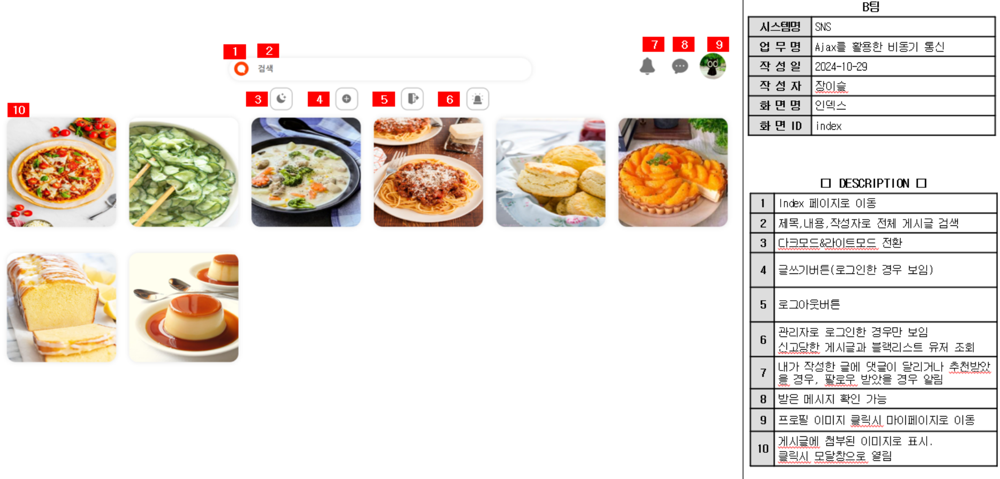 1
2
검색
7
8
9
3
4
5
6
10
B팀
시스템명 SNS
업 무 명 Ajax를 활용한 비동기 통신
작 성 일 2024-10-29
작 성 자 장이슬
화 면 명 인덱스
화 면 ID index
□ DESCRIPTION □
1 Index 페이지로 이동
2 제목,내용,작성자로 전체 게시글 검색
3 다크모드&라이트모드 전환
4 글쓰기버튼(로그인한 경우 보임)
5 로그아웃버튼
6 관리자로 로그인한 경우만 보임
신고당한 게시글과 블랙리스트 유저 조회
7 내가 작성한 글에 댓글이 달리거나 추천받았
을 경우, 팔로우 받았을 경우 알림
8 받은 메시지 확인 가능
9 프로필 이미지 클릭시 마이페이지로 이동
10 게시글에 첨부된 이미지로 표시.
클릭시 모달창으로 열림